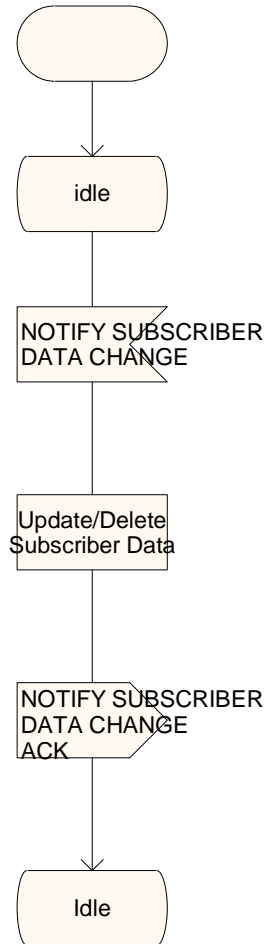 idle
NOTIFY SUBSCRIBER
DATA CHANGE
Update/Delete
Subscriber Data
NOTIFY SUBSCRIBER
DATA CHANGE
ACK
Idle